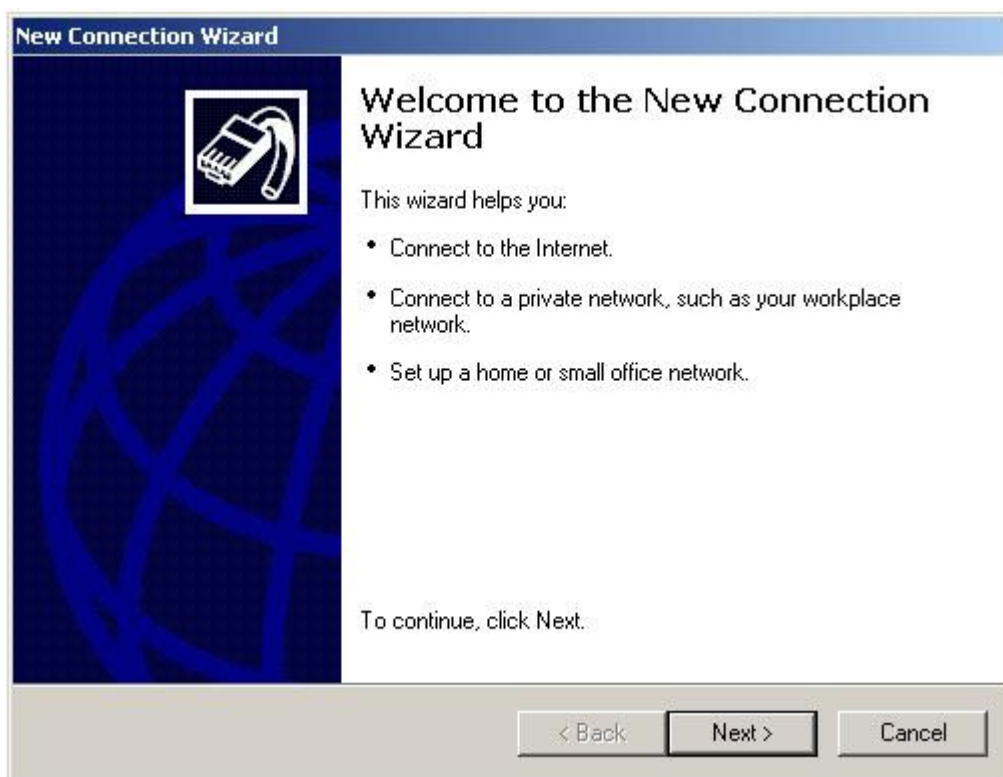 New Connection Wizard
Welcome to the New Connection
Wizard
This wizard helps you:
• Connect to the Internet.
• Connect to a private network, such as your workplace
network.
• Set up a home or small office network.
To continue, click Next.
< Back Next > Cancel